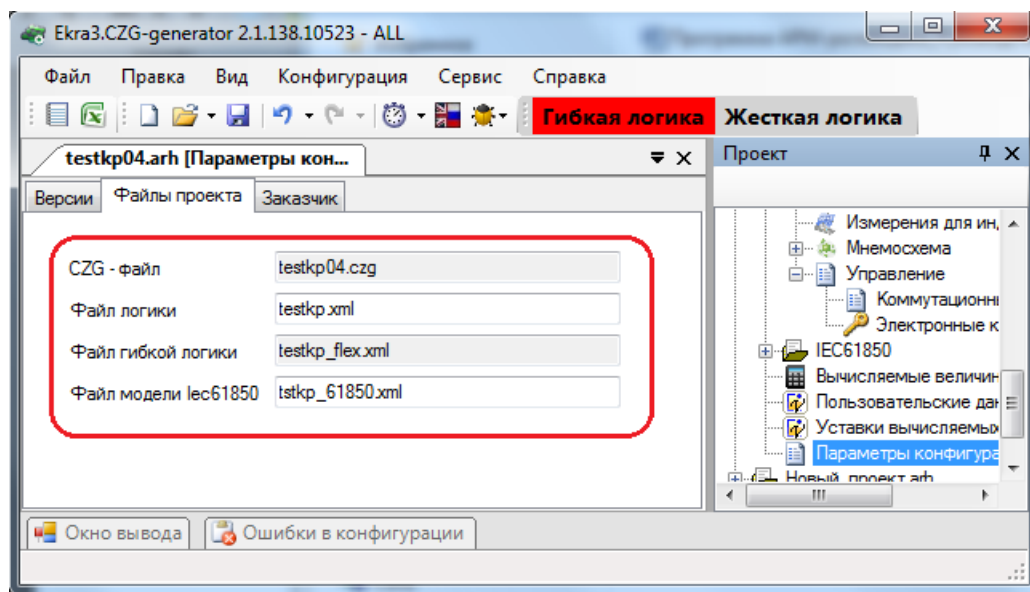 Ekra3.CZG-generator 2.1.138.10523 - ALL
Файл Правка Вид Конфигурация Сервис Справка
Гибкая логика Жесткая логика
testkp04.arh [Параметры кон...
Проект
Версии Файлы проекта Заказчик
CZG - файл testkp04.czg
Файл логики testkp.xml
Файл гибкой логики testkp_flex.xml
Файл модели Iec61850 tstkp_61850.xml
Измерения для ин,
Мнемосхема
Управление
Коммутационн
Электронные к
IEC61850
Вычисляемые величин
Пользовательские дан
Уставки вычисляемых
Параметры конфигура
Новый проект.arh
Окно вывода Ошибки в конфигурации